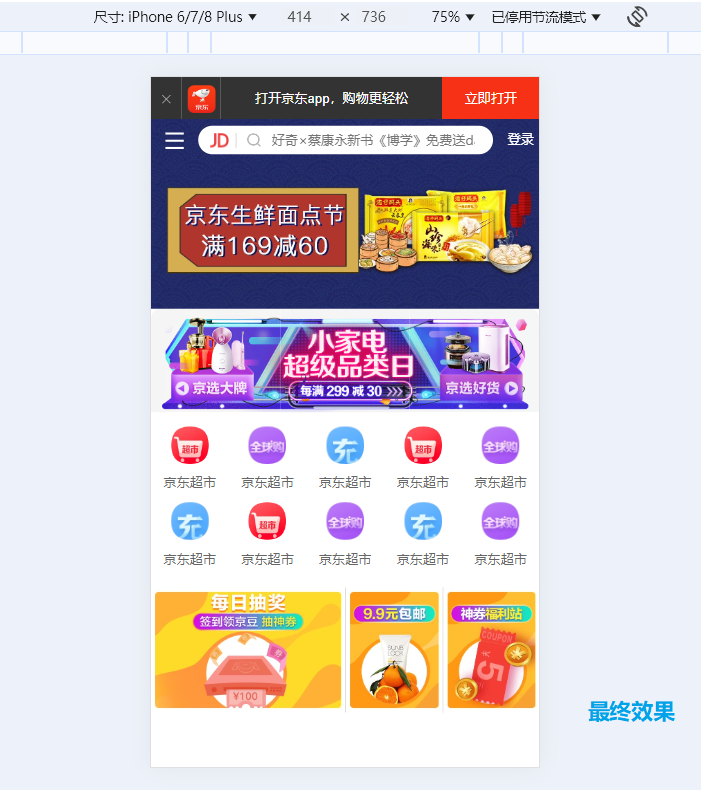 尺寸: iPhone 6/7/8 Plus ▼ 414 × 736 75% ▼ 已停用节流模式 ▼
× 京东 打开京东app，购物更轻松 立即打开
JD 好奇×蔡康永新书《博学》免费送d 登录
京东生鲜面点节
满169减60
小家电
超级品类日
京选大牌 每满 299 减 30 >>> 京选好货
超市 全球购 充 超市 全球购
京东超市 京东超市 京东超市 京东超市 京东超市
充 超市 全球购 充 全球购
京东超市 京东超市 京东超市 京东超市 京东超市
每日抽奖
签到领京豆 抽神券
9.9元包邮
神券福利站
券
¥100
COUPON
5
最终效果